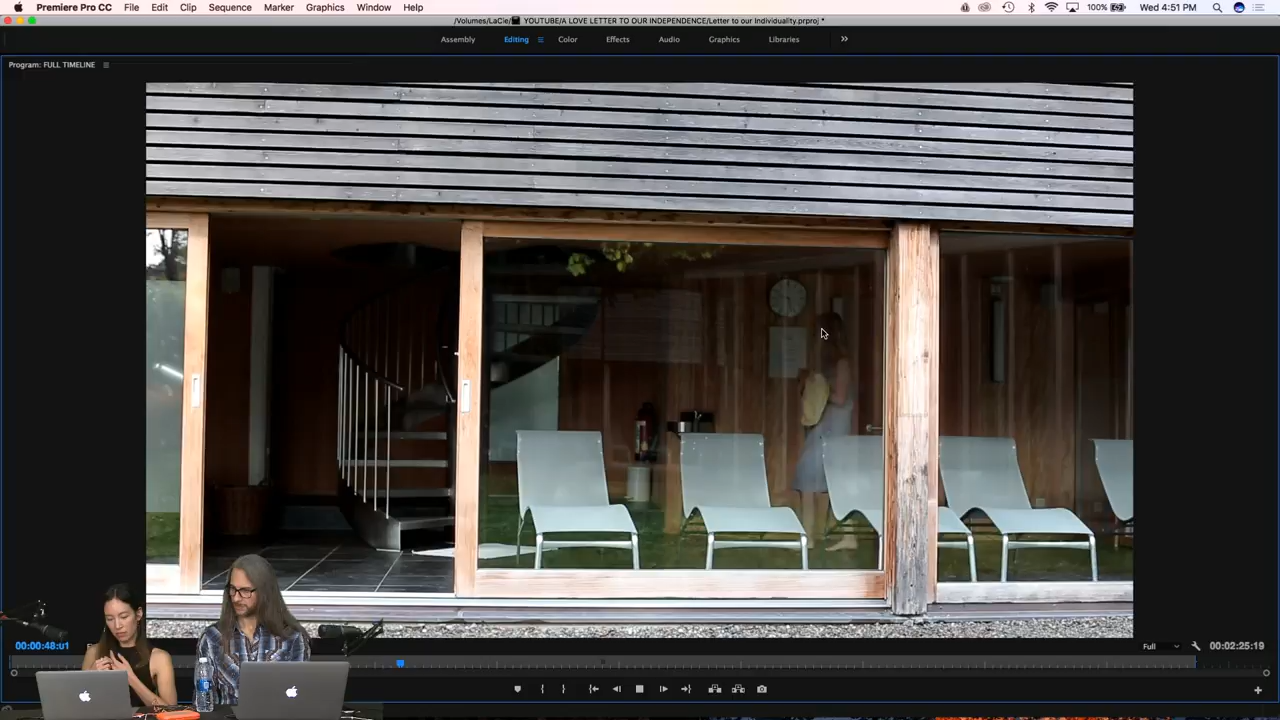 Premiere Pro CC File Edit Clip Sequence Marker Graphics Window Help 100% Wed 4:51 PM
/Volumes/LaCie/ YOUTUBE/A LOVE LETTER TO OUR INDEPENDENCE/Letter to our Individuality.prproj *
Assembly Editing Color Effects Audio Graphics Libraries
Program: FULL TIMELINE
00:00:48:01 Full 00:02:25:19